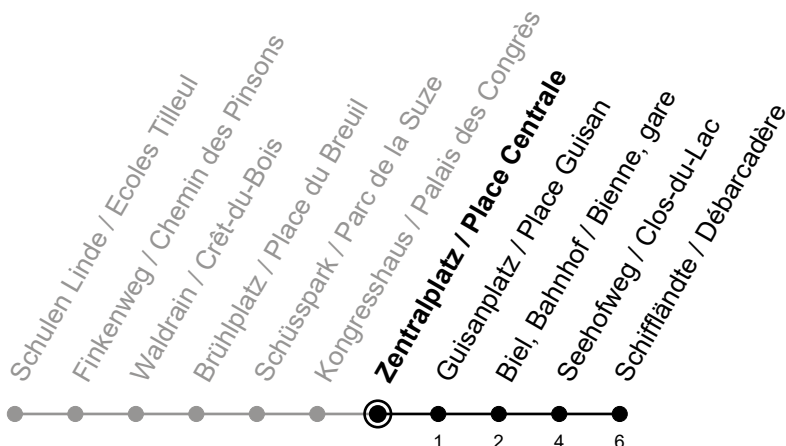 Schulen Linde / Ecoles Tilleul
Finkenweg / Chemin des Pinsons
Waldrain / Crêt-du-Bois
Brühlplatz / Place du Breuil
Schüsspark / Parc de la Suze
Kongresshaus / Palais des Congrès
Zentralplatz / Place Centrale
Guisanplatz / Place Guisan
Biel, Bahnhof / Bienne, gare
Seehofweg / Clos-du-Lac
Schiffländte / Débarcadère
1 2 4 6